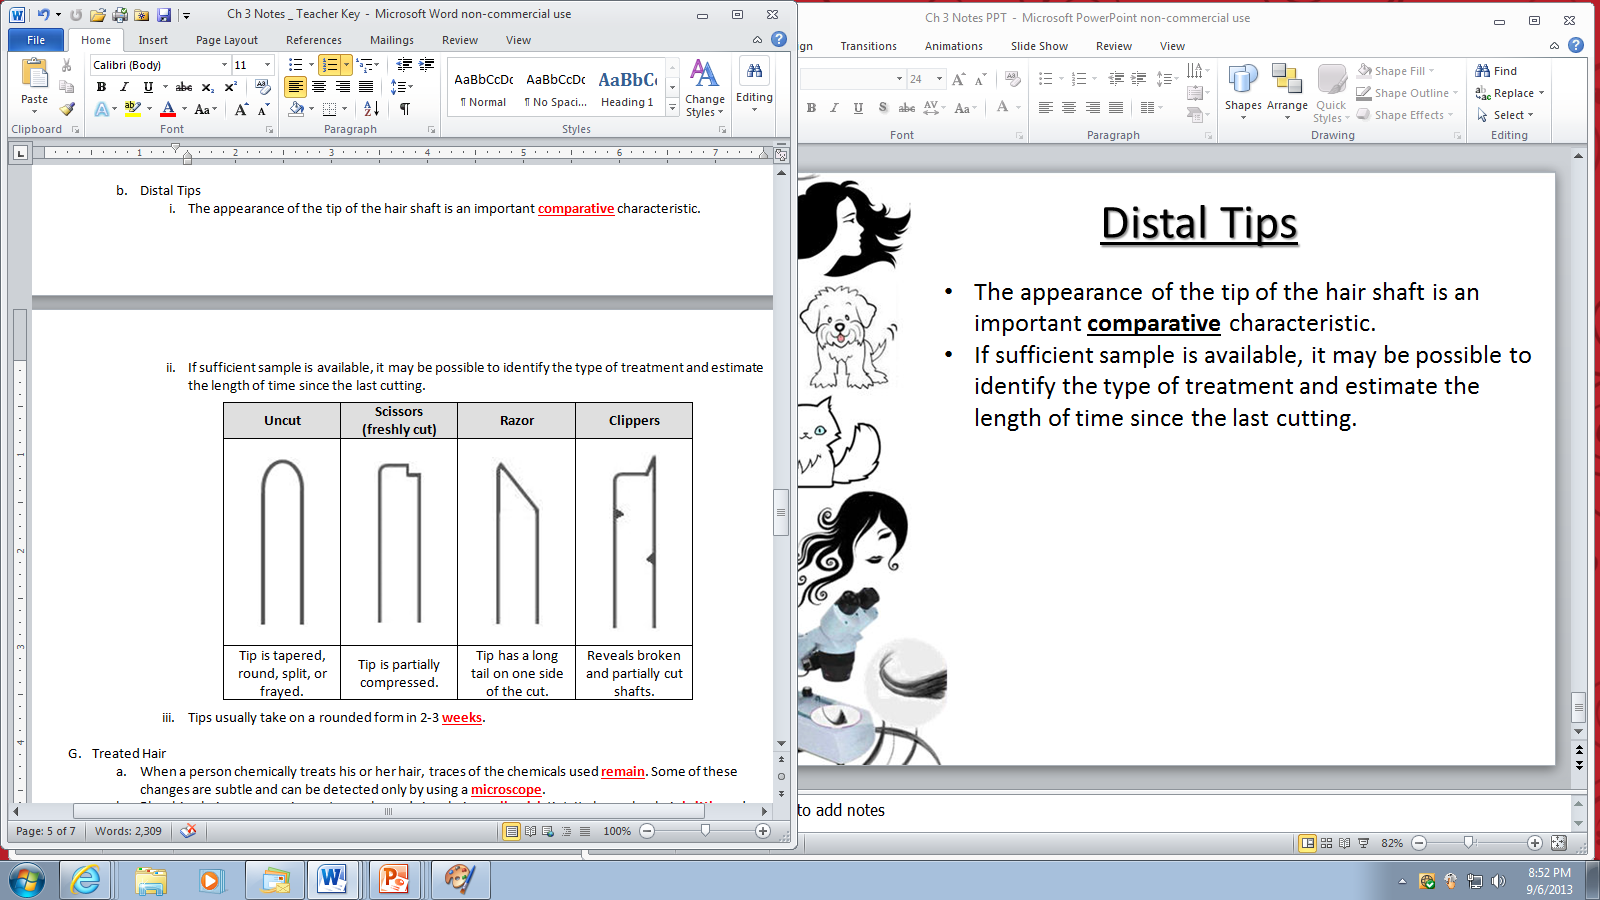 Ch 3 Notes _ Teacher Key - Microsoft Word non-commercial use
File Home Insert Page Layout References Mailings Review View
Calibri (Body) 11
AaBbCcDc AaBbCcDc AaBbC
Paste
¶ Normal ¶ No Spaci... Heading 1 Change Styles Editing
Clipboard Font Paragraph Styles
1 2 3 4 5 6 7
b. Distal Tips
i. The appearance of the tip of the hair shaft is an important comparative characteristic.
ii. If sufficient sample is available, it may be possible to identify the type of treatment and estimate
the length of time since the last cutting.
Uncut
Scissors
(freshly cut)
Razor
Clippers
Tip is tapered,
round, split, or
frayed.
Tip is partially
compressed.
Tip has a long
tail on one side
of the cut.
Reveals broken
and partially cut
shafts.
iii. Tips usually take on a rounded form in 2-3 weeks.
G. Treated Hair
a. When a person chemically treats his or her hair, traces of the chemicals used remain. Some of these
changes are subtle and can be detected only by using a microscope.
Page: 5 of 7 Words: 2,309 100%
Ch 3 Notes PPT - Microsoft PowerPoint non-commercial use
gn Transitions Animations Slide Show Review View
24
Shapes Arrange Quick Styles
Shape Fill
Shape Outline
Shape Effects
Find
Replace
Select
Font Paragraph Drawing Editing
Distal Tips
• The appearance of the tip of the hair shaft is an
important comparative characteristic.
• If sufficient sample is available, it may be possible to
identify the type of treatment and estimate the
length of time since the last cutting.
to add notes
82%
8:52 PM
9/6/2013